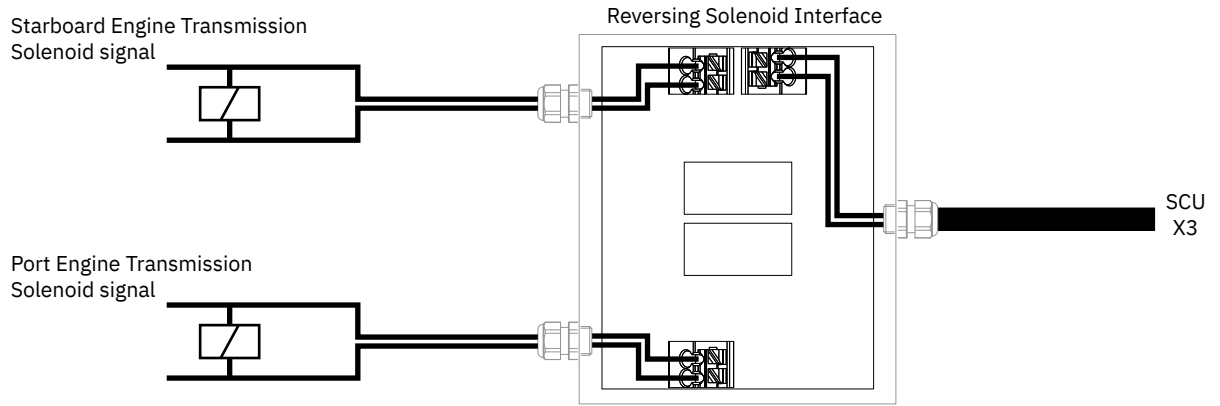 Reversing Solenoid Interface
Starboard Engine Transmission
Solenoid signal
SCU
X3
Port Engine Transmission
Solenoid signal